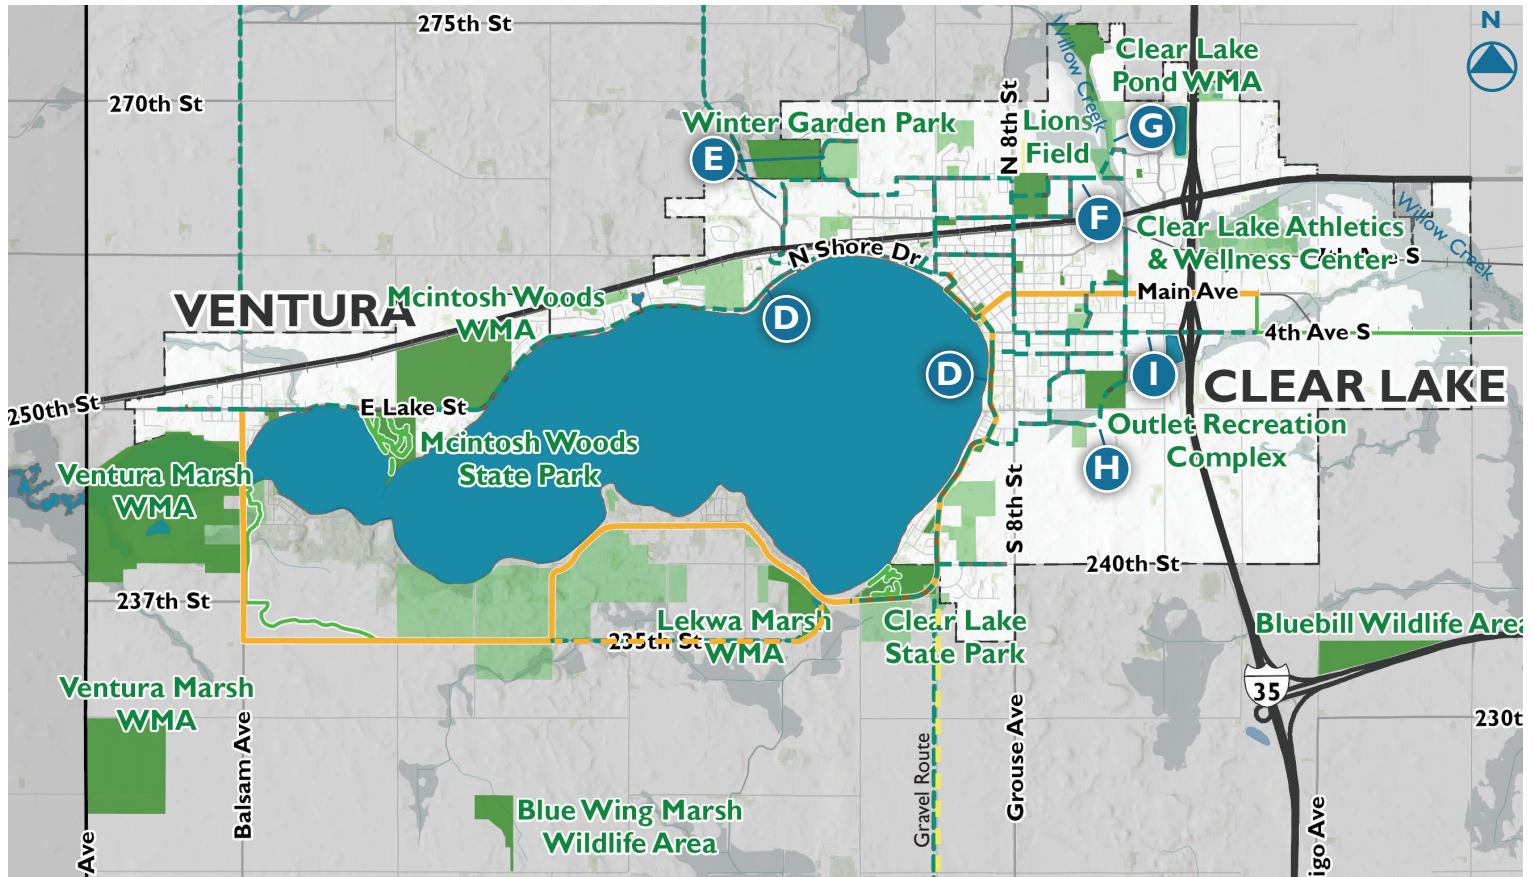 275th St
N
Willow Creek
Clear Lake
Pond WMA
270th St
N 8th St
Winter Garden Park
Lions
Field
G
E
F
Willow Creek
Clear Lake Athletics
& Wellness Center
N Shore Dr
VENTURA
Mcintosh Woods
WMA
Main Ave
D
4th Ave S
D
I
CLEAR LAKE
250th St
E Lake St
Outlet Recreation
Complex
Mcintosh Woods
State Park
H
Ventura Marsh
WMA
S 8th St
240th St
237th St
Lekwa Marsh
WMA
235th St
Clear Lake
State Park
Bluebill Wildlife Area
Ventura Marsh
WMA
35
230t
Balsam Ave
Gravel Route
Grouse Ave
Blue Wing Marsh
Wildlife Area
Ave
igo Ave